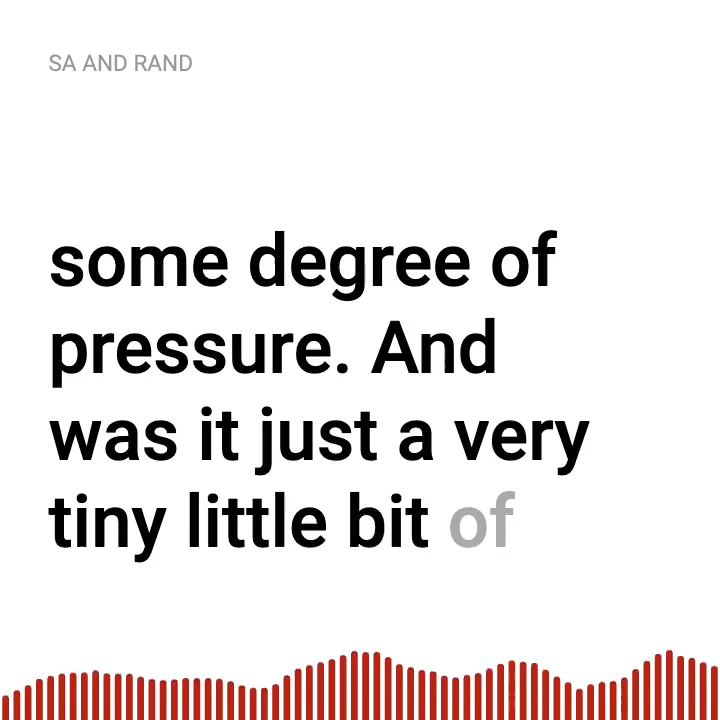 SA AND RAND
some degree of
pressure. And
was it just a very
tiny little bit of